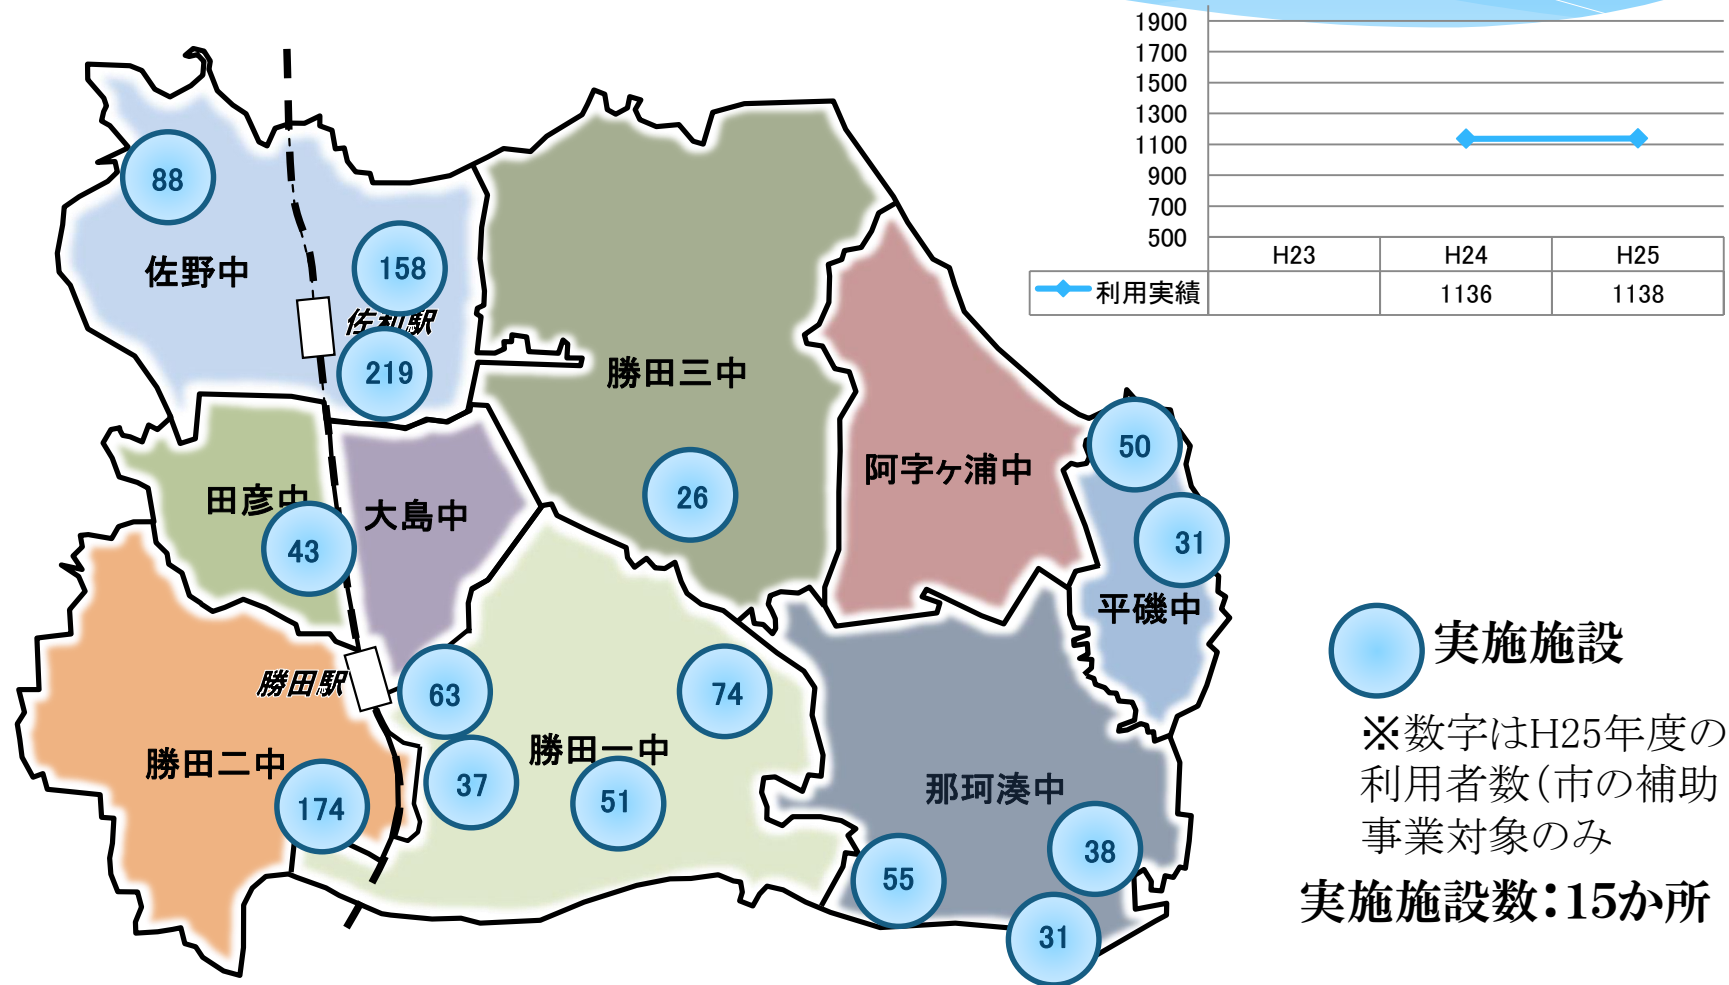 1900
1700
1500
1300
1100
900
700
500
H23 H24 H25
利用実績 1136 1138
88
佐野中
158
佐和駅
219
勝田三中
26
阿字ヶ浦中
50
31
平磯中
田彦中
43
大島中
勝田駅
63
74
勝田二中
174
37
勝田一中
51
那珂湊中
55
38
31
実施施設
※数字はH25年度の
利用者数(市の補助
事業対象のみ
実施施設数：15か所